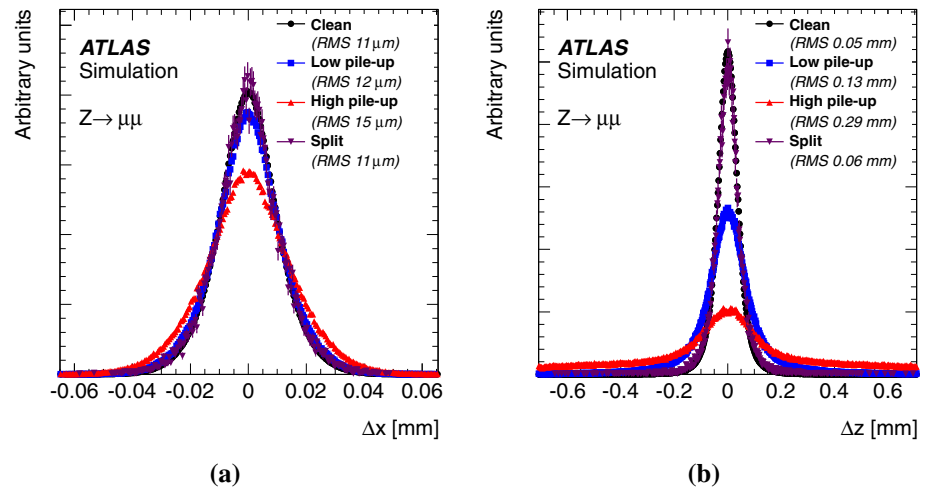 Arbitrary units
ATLAS
Simulation
Z→ μμ
Clean
(RMS 11 μm)
Low pile-up
(RMS 12 μm)
High pile-up
(RMS 15 μm)
Split
(RMS 11 μm)
-0.06 -0.04 -0.02 0 0.02 0.04 0.06
Δx [mm]
(a)
Arbitrary units
ATLAS
Simulation
Z→ μμ
Clean
(RMS 0.05 mm)
Low pile-up
(RMS 0.13 mm)
High pile-up
(RMS 0.29 mm)
Split
(RMS 0.06 mm)
-0.6 -0.4 -0.2 0 0.2 0.4 0.6
Δz [mm]
(b)